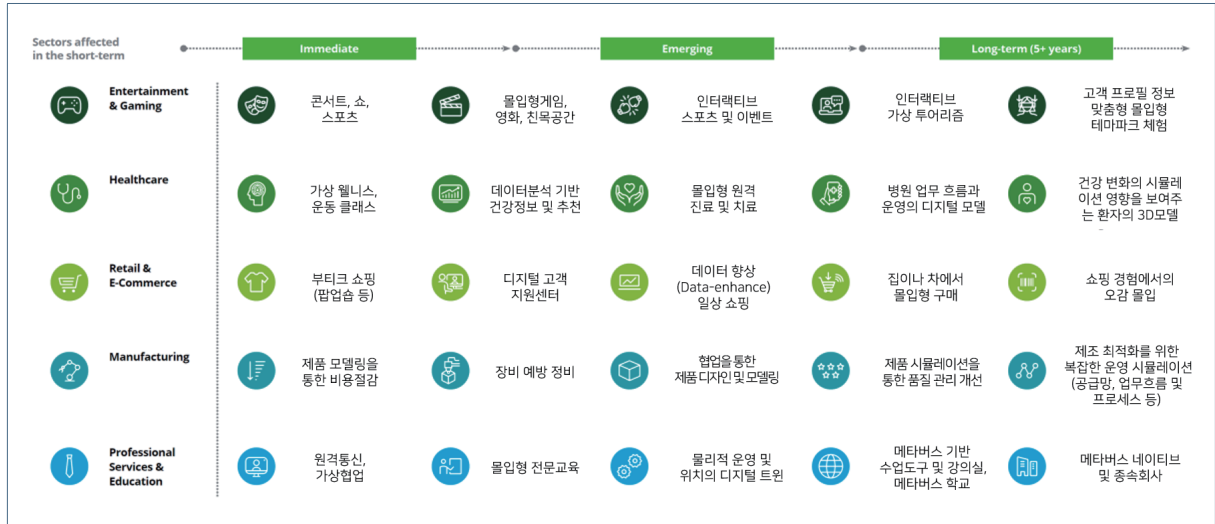 Sectors affected
in the short-term
Immediate
Emerging
Long-term (5+ years)
Entertainment
& Gaming
콘서트, 쇼,
스포츠
몰입형게임,
영화, 친목공간
인터랙티브
스포츠 및 이벤트
인터랙티브
가상 투어리즘
고객 프로필 정보
맞춤형 몰입형
테마파크 체험
Healthcare
가상 웰니스,
운동 클래스
데이터분석 기반
건강정보 및 추천
몰입형 원격
진료 및 치료
병원 업무 흐름과
운영의 디지털 모델
건강 변화의 시뮬레
이션 영향을 보여주
는 환자의 3D모델
Retail &
E-Commerce
부티크 쇼핑
(팝업숍 등)
디지털 고객
지원센터
데이터 향상
(Data-enhance)
일상 쇼핑
집이나 차에서
몰입형 구매
쇼핑 경험에서의
오감 몰입
Manufacturing
제품 모델링을
통한 비용절감
장비 예방 정비
협업을 통한
제품 디자인 및 모델링
제품 시뮬레이션을
통한 품질 관리 개선
제조 최적화를 위한
복잡한 운영 시뮬레이션
(공급망, 업무흐름 및
프로세스 등)
Professional
Services &
Education
원격통신,
가상협업
몰입형 전문교육
물리적 운영 및
위치의 디지털 트윈
메타버스 기반
수업도구 및 강의실,
메타버스 학교
메타버스 네이티브
및 종속회사